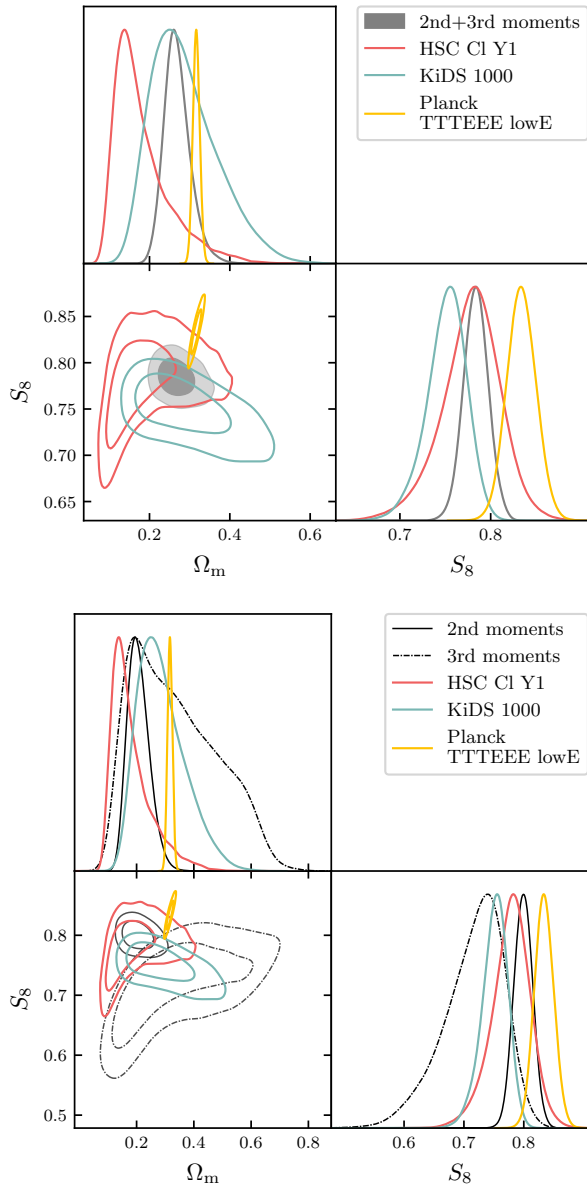 2nd+3rd moments
HSC Cl Y1
KiDS 1000
Planck
TTTEEE lowE
0.85
0.80
0.75
0.70
0.65
S₈
0.2 0.4 0.6
0.7 0.8
Ωₘ
S₈
2nd moments
3rd moments
HSC Cl Y1
KiDS 1000
Planck
TTTEEE lowE
0.8
0.7
0.6
0.5
S₈
0.2 0.4 0.6 0.8
0.6 0.7 0.8
Ωₘ
S₈